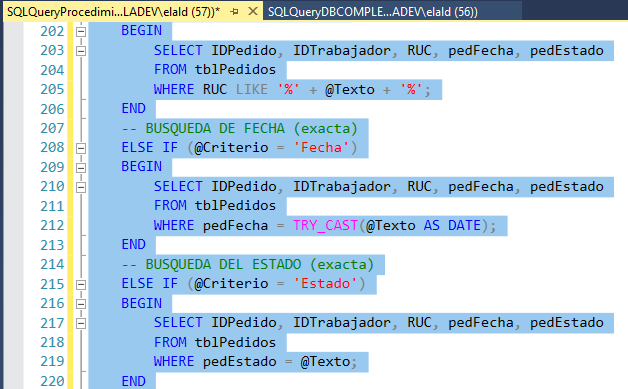 SQLQueryProcedimi...LADEV\elald (57))* SQLQueryDBCOMPLE...ADEV\elald (56))
202 BEGIN
203 SELECT IDPedido, IDTrabajador, RUC, pedFecha, pedEstado
204 FROM tblPedidos
205 WHERE RUC LIKE '%' + @Texto + '%';
206 END
207 -- BUSQUEDA DE FECHA (exacta)
208 ELSE IF (@Criterio = 'Fecha')
209 BEGIN
210 SELECT IDPedido, IDTrabajador, RUC, pedFecha, pedEstado
211 FROM tblPedidos
212 WHERE pedFecha = TRY_CAST(@Texto AS DATE);
213 END
214 -- BUSQUEDA DEL ESTADO (exacta)
215 ELSE IF (@Criterio = 'Estado')
216 BEGIN
217 SELECT IDPedido, IDTrabajador, RUC, pedFecha, pedEstado
218 FROM tblPedidos
219 WHERE pedEstado = @Texto;
220 END